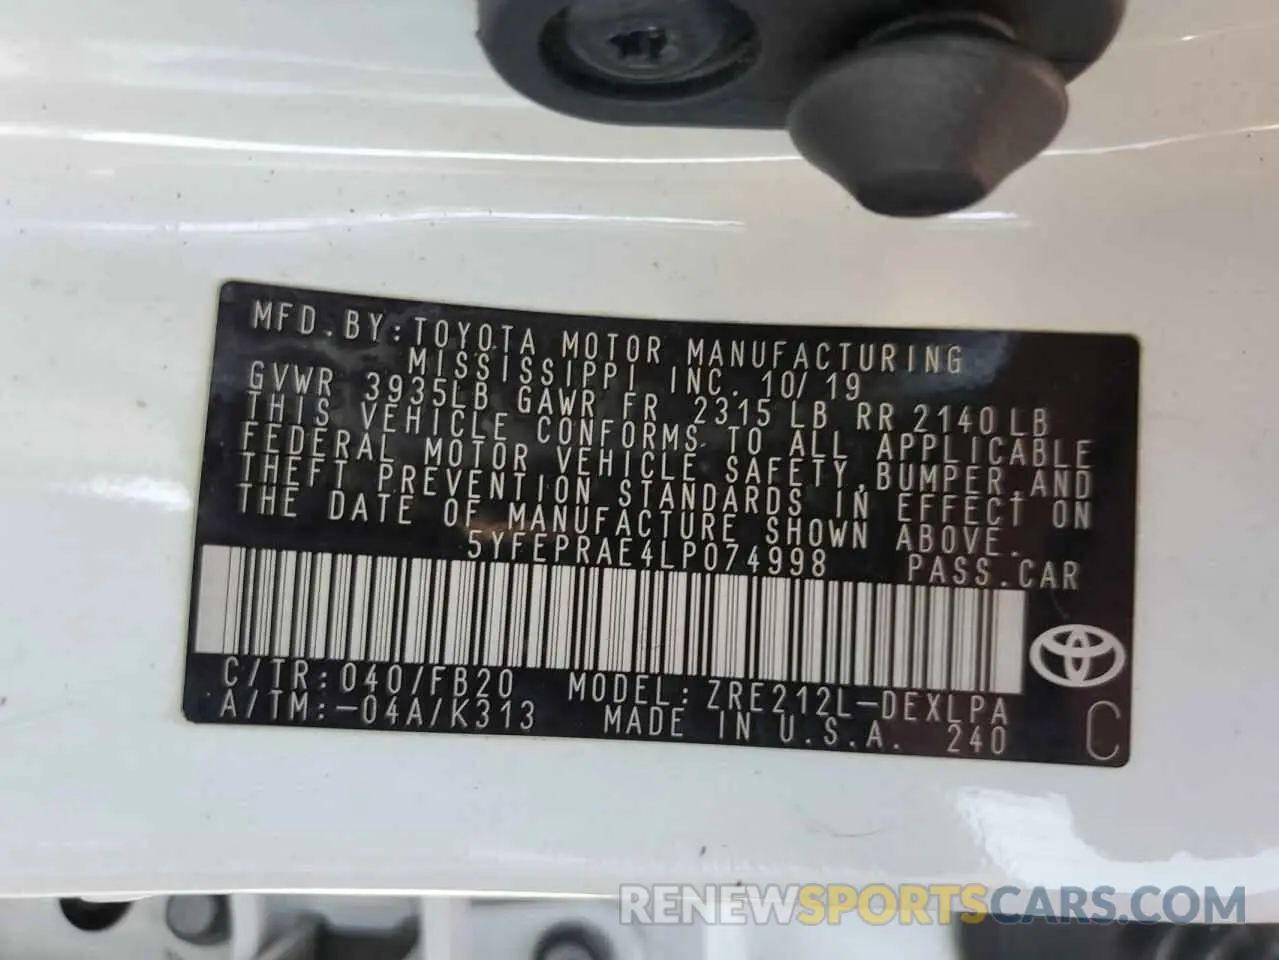 MFD.BY:TOYOTA MOTOR MANUFACTURING
MISSISSIPPI INC. 10/19
GVWR 3935LB GAWR FR 2315 LB RR 2140 LB
THIS VEHICLE CONFORMS TO ALL APPLICABLE
FEDERAL MOTOR VEHICLE SAFETY, BUMPER, AND
THEFT PREVENTION STANDARDS IN EFFECT ON
THE DATE OF MANUFACTURE SHOWN ABOVE.
5YFEPRAE4LP074998 PASS.CAR
C/TR:040/FB20 MODEL:ZRE212L-DEXLPA
A/TM:-04A/K313 MADE IN U.S.A. 240 C
RENEWSPORTSCARS.COM